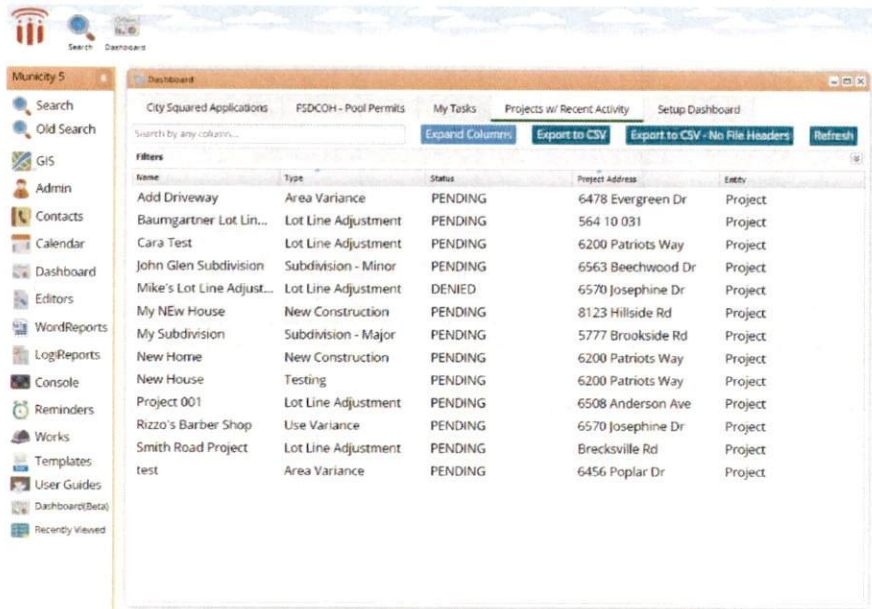 Search Dashboard
Municity 5
Search
Old Search
GIS
Admin
Contacts
Calendar
Dashboard
Editors
WordReports
LogiReports
Console
Reminders
Works
Templates
User Guides
Dashboard(Beta)
Recently Viewed
Dashboard
City Squared Applications FSDCOH - Pool Permits My Tasks Projects w/ Recent Activity Setup Dashboard
Search by any column... Expand Columns Export to CSV Export to CSV - No File Headers Refresh
Filters
Name Type Status Project Address Entity
Add Driveway Area Variance PENDING 6478 Evergreen Dr Project
Baumgartner Lot Lin... Lot Line Adjustment PENDING 564 10 031 Project
Cara Test Lot Line Adjustment PENDING 6200 Patriots Way Project
John Glen Subdivision Subdivision - Minor PENDING 6563 Beechwood Dr Project
Mike's Lot Line Adjust... Lot Line Adjustment DENIED 6570 Josephine Dr Project
My NEw House New Construction PENDING 8123 Hillside Rd Project
My Subdivision Subdivision - Major PENDING 5777 Brookside Rd Project
New Home New Construction PENDING 6200 Patriots Way Project
New House Testing PENDING 6200 Patriots Way Project
Project 001 Lot Line Adjustment PENDING 6508 Anderson Ave Project
Rizzo's Barber Shop Use Variance PENDING 6570 Josephine Dr Project
Smith Road Project Lot Line Adjustment PENDING Brecksville Rd Project
test Area Variance PENDING 6456 Poplar Dr Project